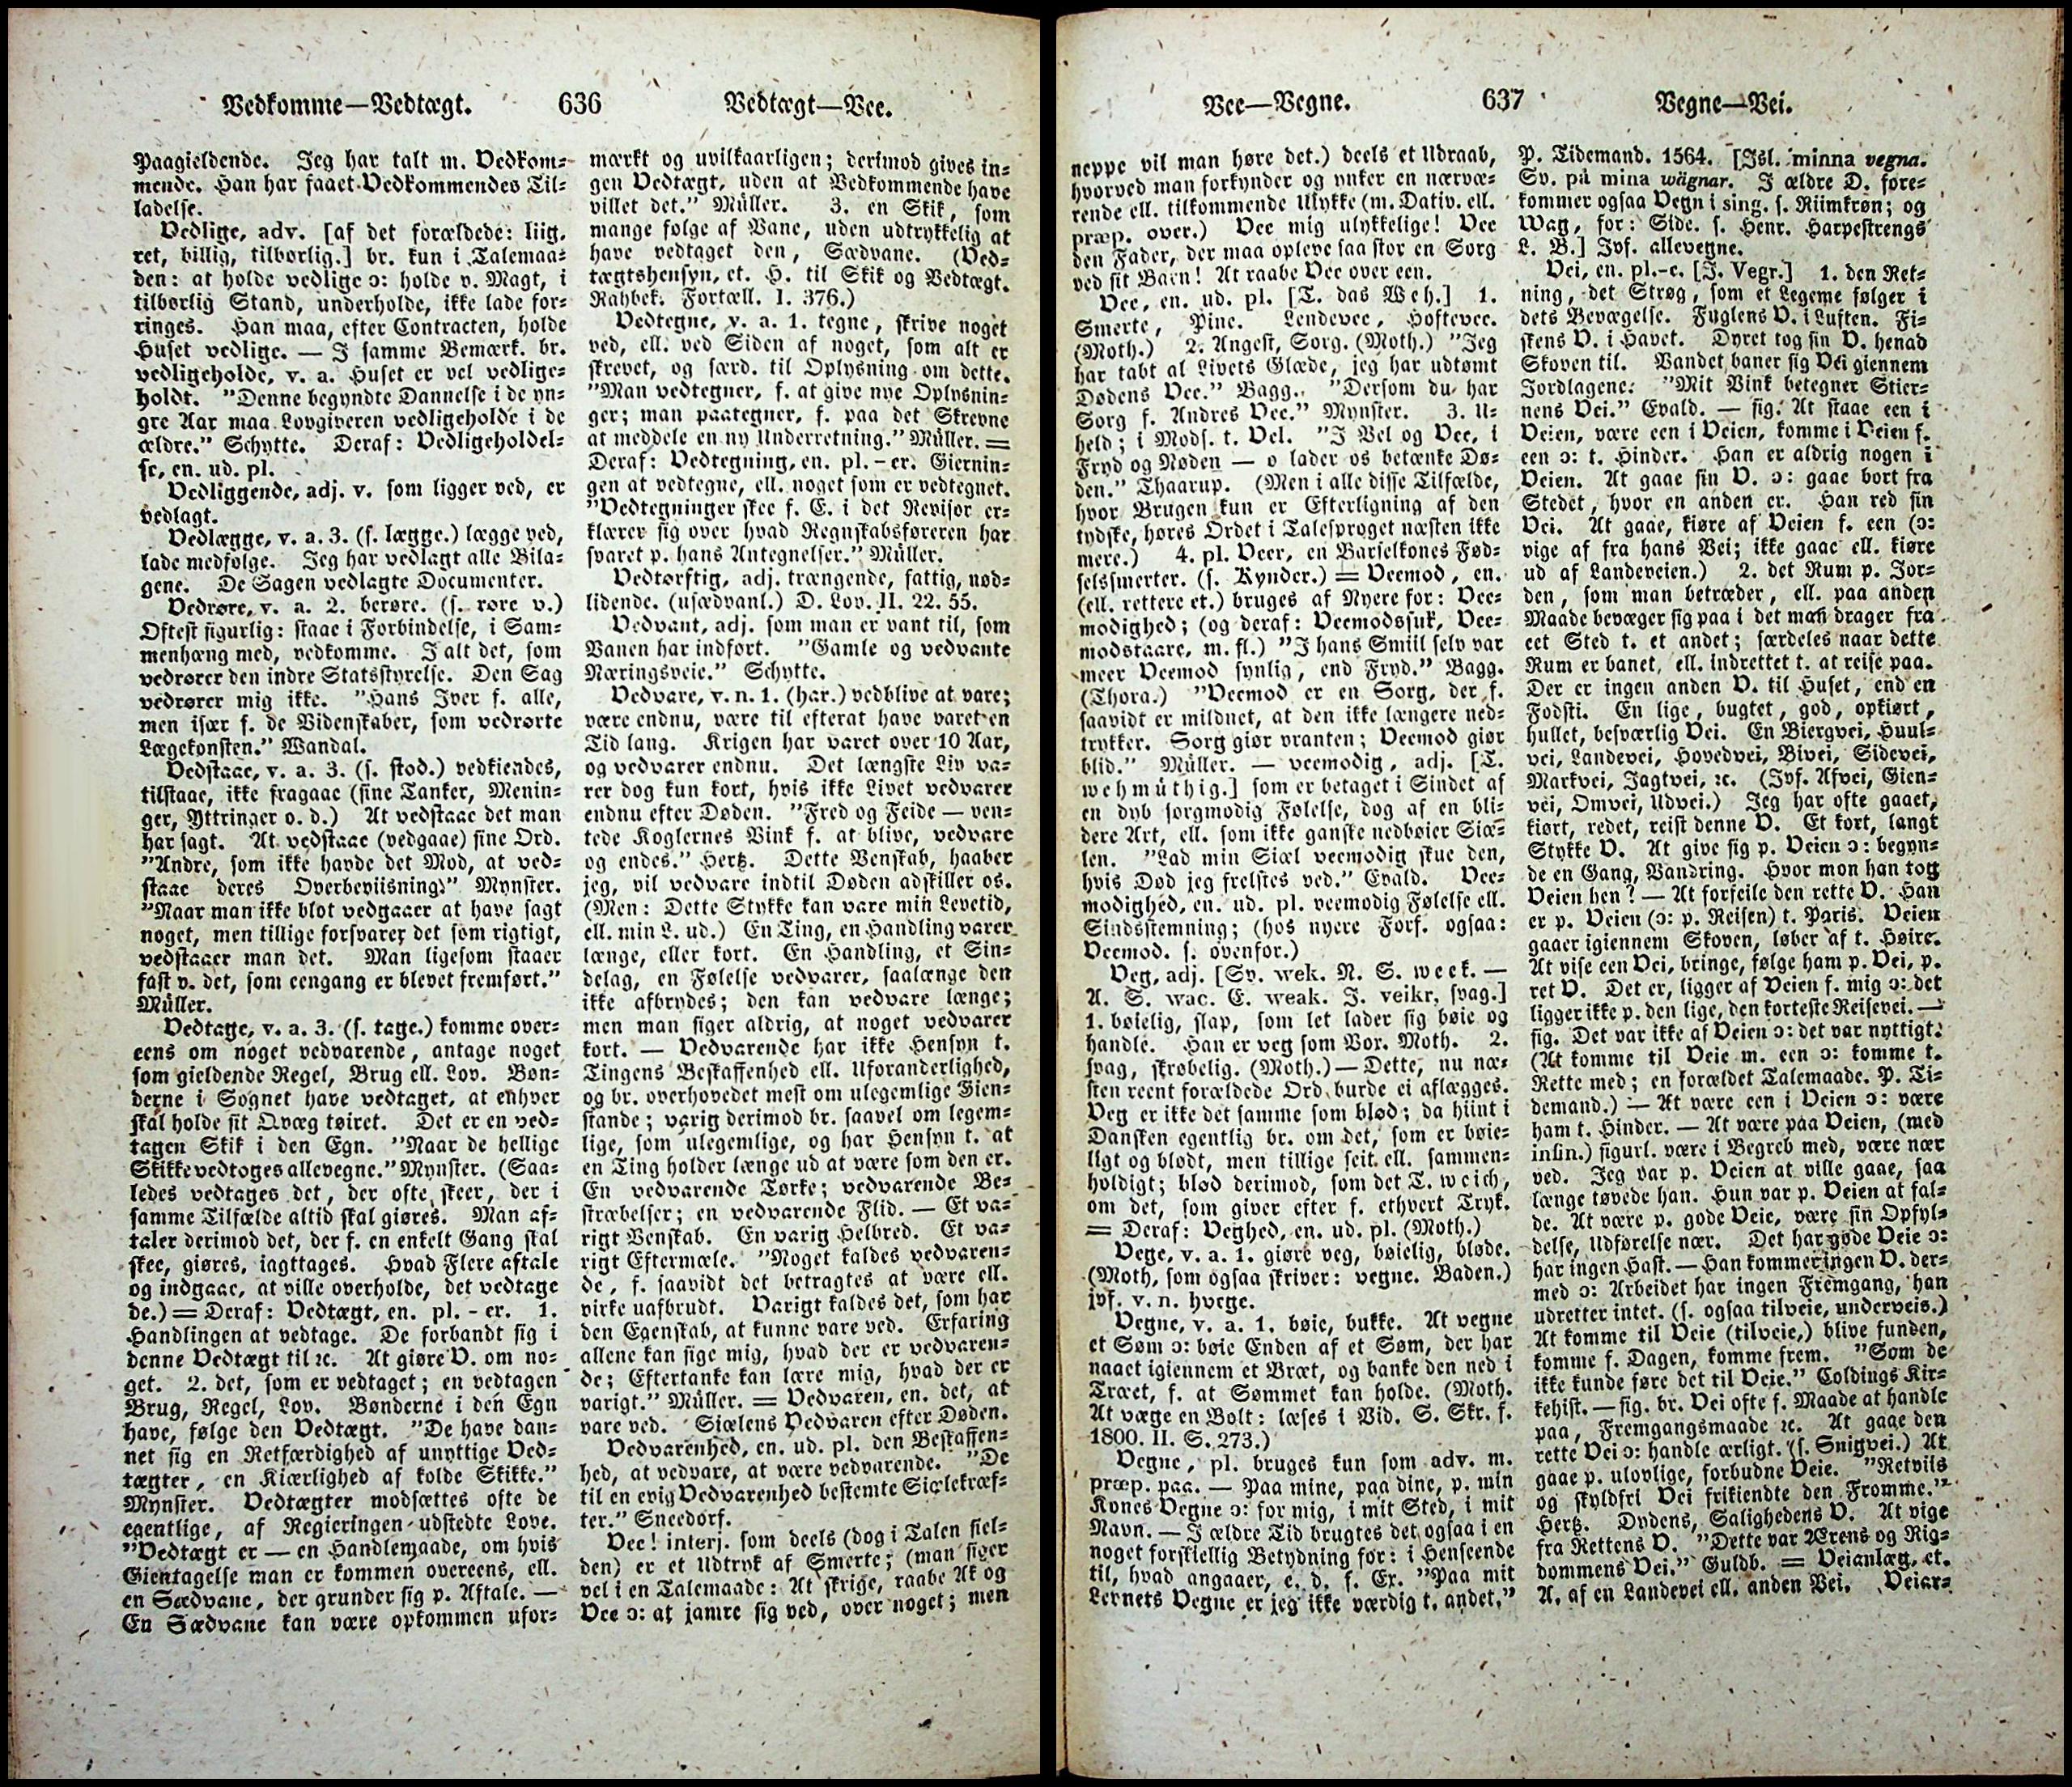 Vedkomme—Vedtægt. 636 Vedtægt—Vee.
Paagieldende. Jeg har talt m. Vedkom-
mende. Han har faaet Vedkommendes Til-
ladelse.
Vedlige, adv. [af det forældede: liig,
ret, billig, tilbørlig.] br. kun i Talemaa-
den: at holde vedlige ɔ: holde v. Magt, i
tilbørlig Stand, underholde, ikke lade for-
ringes. Han maa, efter Contracten, holde
Huset vedlige. — I samme Bemærk. br.
vedligeholde, v. a. Huset er vel vedlige-
holdt. "Denne begyndte Dannelse i de yn-
gre Aar maa Lovgiveren vedligeholde i de
ældre." Schytte. Deraf: Vedligeholdel-
se, en. ud. pl.
Vedliggende, adj. v. som ligger ved, er
vedlagt.
Vedlægge, v. a. 3. (s. lægge.) lægge ved,
lade medfølge. Jeg har vedlagt alle Bila-
gene. De Sagen vedlagte Documenter.
Vedrøre, v. a. 2. berøre. (s. røre v.)
Oftest figurlig: staae i Forbindelse, i Sam-
menhæng med, vedkomme. I alt det, som
vedrører den indre Statsstyrelse. Den Sag
vedrører mig ikke. "Hans Iver f. alle,
men især f. de Videnskaber, som vedrørte
Lægekonsten." Wandal.
Vedstaae, v. a. 3. (s. stod.) vedkiendes,
tilstaae, ikke fragaae (sine Tanker, Menin-
ger, Yttringer o. d.) At vedstaae det man
har sagt. At vedstaae (vedgaae) sine Ord.
"Andre, som ikke havde det Mod, at ved-
staae deres Overbeviisning." Mynster.
"Naar man ikke blot vedgaaer at have sagt
noget, men tillige forsvarer det som rigtigt,
vedstaaer man det. Man ligesom staaer
fast v. det, som eengang er blevet fremført."
Müller.
Vedtage, v. a. 3. (s. tage.) komme over-
eens om noget vedvarende, antage noget
som gieldende Regel, Brug ell. Lov. Bøn-
derne i Sognet have vedtaget, at enhver
skal holde sit Qvæg tøiret. Det er en ved-
tagen Skik i den Egn. "Naar de hellige
Skikke vedtoges allevegne." Mynster. (Saa-
ledes vedtages det, der ofte skeer, der i
samme Tilfælde altid skal giøres. Man af-
taler derimod det, der f. en enkelt Gang skal
skee, giøres, iagttages. Hvad Flere aftale
og indgaae, at ville overholde, det vedtage
de.) = Deraf: Vedtægt, en. pl. - er. 1.
Handlingen at vedtage. De forbandt sig i
denne Vedtægt til ꝛc. At giøre V. om no-
get. 2. det, som er vedtaget; en vedtagen
Brug, Regel, Lov. Bønderne i den Egn
have, følge den Vedtægt. "De have dan-
net sig en Retfærdighed af unyttige Ved-
tægter, en Kiærlighed af kolde Skikke."
Mynster. Vedtægter modsættes ofte de
egentlige, af Regieringen udstedte Love.
"Vedtægt er — en Handlemaade, om hvis
Gientagelse man er kommen overeens, ell.
en Sædvane, der grunder sig p. Aftale. —
En Sædvane kan være opkommen ufor-
mærkt og uvilkaarligen; derimod gives in-
gen Vedtægt, uden at Vedkommende have
villet det." Müller. 3. en Skik, som
mange følge af Vane, uden udtrykkelig at
have vedtaget den, Sædvane. (Ved-
tægtshensyn, et. H. til Skik og Vedtægt.
Rahbek. Fortæll. I. 376.)
Vedtegne, v. a. 1. tegne, skrive noget
ved, ell. ved Siden af noget, som alt er
skrevet, og særd. til Oplysning om dette.
"Man vedtegner, f. at give nye Oplysnin-
ger; man paategner, f. paa det Skrevne
at meddele en ny Underretning." Müller. =
Deraf: Vedtegning, en. pl. - er. Giernin-
gen at vedtegne, ell. noget som er vedtegnet.
"Vedtegninger skee f. E. i det Revisor er-
klærer sig over hvad Regnskabsføreren har
svaret p. hans Antegnelser." Müller.
Vedtørftig, adj. trængende, fattig, nød-
lidende. (usædvanl.) D. Lov. II. 22. 55.
Vedvant, adj. som man er vant til, som
Vanen har indført. "Gamle og vedvante
Næringsveie." Schytte.
Vedvare, v. n. 1. (har.) vedblive at vare;
være endnu, være til efterat have varet en
Tid lang. Krigen har varet over 10 Aar,
og vedvarer endnu. Det længste Liv va-
rer dog kun kort, hvis ikke Livet vedvarer
endnu efter Døden. "Fred og Feide — ven-
tede Koglernes Vink f. at blive, vedvare
og endes." Hertz. Dette Venskab, haaber
jeg, vil vedvare indtil Døden adskiller os.
(Men: Dette Stykke kan vare min Levetid,
ell. min L. ud.) En Ting, en Handling varer
længe, eller kort. En Handling, et Sin-
delag, en Følelse vedvarer, saalænge den
ikke afbrydes; den kan vedvare længe;
men man siger aldrig, at noget vedvarer
kort. — Vedvarende har ikke Hensyn t.
Tingens Beskaffenhed ell. Uforanderlighed,
og br. overhovedet mest om ulegemlige Gien-
stande; varig derimod br. saavel om legem-
lige, som ulegemlige, og har Hensyn t. at
en Ting holder længe ud at være som den er.
En vedvarende Tørke; vedvarende Be-
stræbelser; en vedvarende Flid. — Et va-
rigt Venskab. En varig Helbred. Et va-
rigt Eftermæle. "Noget kaldes vedvaren-
de, f. saavidt det betragtes at være ell.
virke uafbrudt. Varigt kaldes det, som har
den Egenskab, at kunne vare ved. Erfaring
allene kan sige mig, hvad der er vedvaren-
de; Eftertanke kan lære mig, hvad der er
varigt." Müller. = Vedvaren, en. det, at
vare ved. Siælens Vedvaren efter Døden.
Vedvarenhed, en. ud. pl. den Beskaffen-
hed, at vedvare, at være vedvarende. "De
til en evig Vedvarenhed bestemte Siælekræf-
ter." Sneedorf.
Vee! interj. som deels (dog i Talen siel-
den) er et Udtryk af Smerte; (man siger
vel i en Talemaade: At skrige, raabe Ak og
Vee ɔ: at jamre sig ved, over noget; men
Vee—Vegne. 637 Vegne—Vei.
neppe vil man høre det.) deels et Udraab,
hvorved man forkynder og ynker en nærvæ-
rende ell. tilkommende Ulykke (m. Dativ. ell.
præp. over.) Vee mig ulykkelige! Vee
den Fader, der maa opleve saa stor en Sorg
ved sit Barn! At raabe Vee over een.
Vee, en. ud. pl. [T. das Weh.] 1.
Smerte, Pine. Lendevee, Hoftevee.
(Moth.) 2. Angest, Sorg. (Moth.) "Jeg
har tabt al Livets Glæde, jeg har udtømt
Dødens Vee." Bagg. "Dersom du har
Sorg f. Andres Vee." Mynster. 3. U-
held; i Mods. t. Vel. "I Vel og Vee, i
Fryd og Nøden — o lader os betænke Dø-
den." Thaarup. (Men i alle disse Tilfælde,
hvor Brugen kun er Efterligning af den
tydske, høres Ordet i Talesproget næsten ikke
mere.) 4. pl. Veer, en Barselkones Fød-
selssmerter. (s. Kynder.) = Veemod, en.
(ell. rettere et.) bruges af Nyere for: Vee-
modighed; (og deraf: Veemodssuk, Vee-
modstaare, m. fl.) "I hans Smiil selv var
meer Veemod synlig, end Fryd." Bagg.
(Thora.) "Veemod er en Sorg, der f.
saavidt er mildnet, at den ikke længere ned-
trykker. Sorg giør vranten; Veemod giør
blid." Müller. — veemodig, adj. [T.
wehmüthig.] som er betaget i Sindet af
en dyb sorgmodig Følelse, dog af en bli-
dere Art, ell. som ikke ganske nedbøier Siæ-
len. "Lad min Siæl veemodig skue den,
hvis Død jeg frelstes ved." Evald. Vee-
modighed, en. ud. pl. veemodig Følelse ell.
Sindsstemning; (hos nyere Forf. ogsaa:
Veemod. s. ovenfor.)
Veg, adj. [Sv. wek. N. S. week. —
A. S. wac. E. weak. I. veikr, svag.]
1. bøielig, slap, som let lader sig bøie og
handle. Han er veg som Vor. Moth. 2.
svag, skrøbelig. (Moth.) — Dette, nu næ-
sten reent forældede Ord burde ei aflægges.
Veg er ikke det samme som blød; da hiint i
Dansken egentlig br. om det, som er bøie-
ligt og blødt, men tillige seit ell. sammen-
holdigt; blød derimod, som det T. weich,
om det, som giver efter f. ethvert Tryk.
= Deraf: Veghed, en. ud. pl. (Moth.)
Vege, v. a. 1. giøre veg, bøielig, bløde.
(Moth, som ogsaa skriver: vegne. Baden.)
jvf. v. n. hvege.
Vegne, v. a. 1. bøie, bukke. At vegne
et Søm ɔ: bøie Enden af et Søm, der har
naaet igiennem et Bræt, og banke den ned i
Træet, f. at Sømmet kan holde. (Moth.
At væge en Bolt: læses i Vid. S. Skr. f.
1800. II. S. 273.)
Vegne, pl. bruges kun som adv. m.
præp. paa. — Paa mine, paa dine, p. min
Kones Vegne ɔ: for mig, i mit Sted, i mit
Navn. — I ældre Tid brugtes det ogsaa i en
noget forskiellig Betydning for: i Henseende
til, hvad angaaer, e. d. f. Ex. "Paa mit
Lernets Vegne er jeg ikke værdig t. andet."
P. Tidemand. 1564. [Isl. minna vegna.
Sv. på mina wägnar. I ældre D. fore-
kommer ogsaa Vegn i sing. s. Riimkrøn; og
Wag, for: Side. s. Henr. Harpestrengs
L. B.] Jvf. allevegne.
Vei, en. pl.-e. [I. Vegr.] 1. den Ret-
ning, det Strøg, som et Legeme følger i
dets Bevægelse. Fuglens V. i Luften. Fi-
skens V. i Havet. Dyret tog sin V. henad
Skoven til. Vandet baner sig Vei giennem
Jordlagene. "Mit Vink betegner Stier-
nens Vei." Evald. — fig. At staae een i
Veien, være een i Veien, komme i Veien f.
een ɔ: t. Hinder. Han er aldrig nogen i
Veien. At gaae sin V. ɔ: gaae bort fra
Stedet, hvor en anden er. Han red sin
Vei. At gaae, kiøre af Veien f. een (ɔ:
vige af fra hans Vei; ikke gaae ell. kiøre
ud af Landeveien.) 2. det Rum p. Jor-
den, som man betræder, ell. paa anden
Maade bevæger sig paa i det man drager fra
eet Sted t. et andet; særdeles naar dette
Rum er banet, ell. indrettet t. at reise paa.
Der er ingen anden V. til Huset, end en
Fodsti. En lige, bugtet, god, opkiørt,
hullet, besværlig Vei. En Biergvei, Huul-
vei, Landevei, Hovedvei, Bivei, Sidevei,
Markvei, Jagtvei, ꝛc. (Jvf. Afvei, Gien-
vei, Omvei, Udvei.) Jeg har ofte gaaet,
kiørt, redet, reist denne V. Et kort, langt
Stykke V. At give sig p. Veien ɔ: begyn-
de en Gang, Vandring. Hvor mon han tog
Veien hen? — At forfeile den rette V. Han
er p. Veien (ɔ: p. Reisen) t. Paris. Veien
gaaer igiennem Skoven, løber af t. Høire.
At vise een Vei, bringe, følge ham p. Vei, p.
ret V. Det er, ligger af Veien f. mig ɔ: det
ligger ikke p. den lige, den korteste Reisevei. —
fig. Det var ikke af Veien ɔ: det var nyttigt.
(At komme til Veie m. een ɔ: komme t.
Rette med; en forældet Talemaade. P. Ti-
demand.) — At være een i Veien ɔ: være
ham t. Hinder. — At være paa Veien, (med
infin.) figurl. være i Begreb med, være nær
ved. Jeg var p. Veien at ville gaae, saa
længe tøvede han. Hun var p. Veien at fal-
de. At være p. gode Veie, være sin Opfyl-
delse, Udførelse nær. Det har gode Veie ɔ:
har ingen Hast. — Han kommer ingen V. der-
med ɔ: Arbeidet har ingen Fremgang, han
udretter intet. (s. ogsaa tilveie, underveis.)
At komme til Veie (tilveie,) blive funden,
komme f. Dagen, komme frem. "Som de
ikke kunde føre det til Veie." Coldings Kir-
kehist. — fig. br. Vei ofte f. Maade at handle
paa, Fremgangsmaade ꝛc. At gaae den
rette Vei ɔ: handle ærligt. (s. Snigvei.) At
gaae p. ulovlige, forbudne Veie. "Retviis
og skyldfri Vei frikiendte den Fromme."
Hertz. Dydens, Salighedens V. At vige
fra Rettens V. "Dette var Ærens og Rig-
dommens Vei." Guldb. = Veianlæg, et.
A. af en Landevei ell. anden Vei. Veiar-